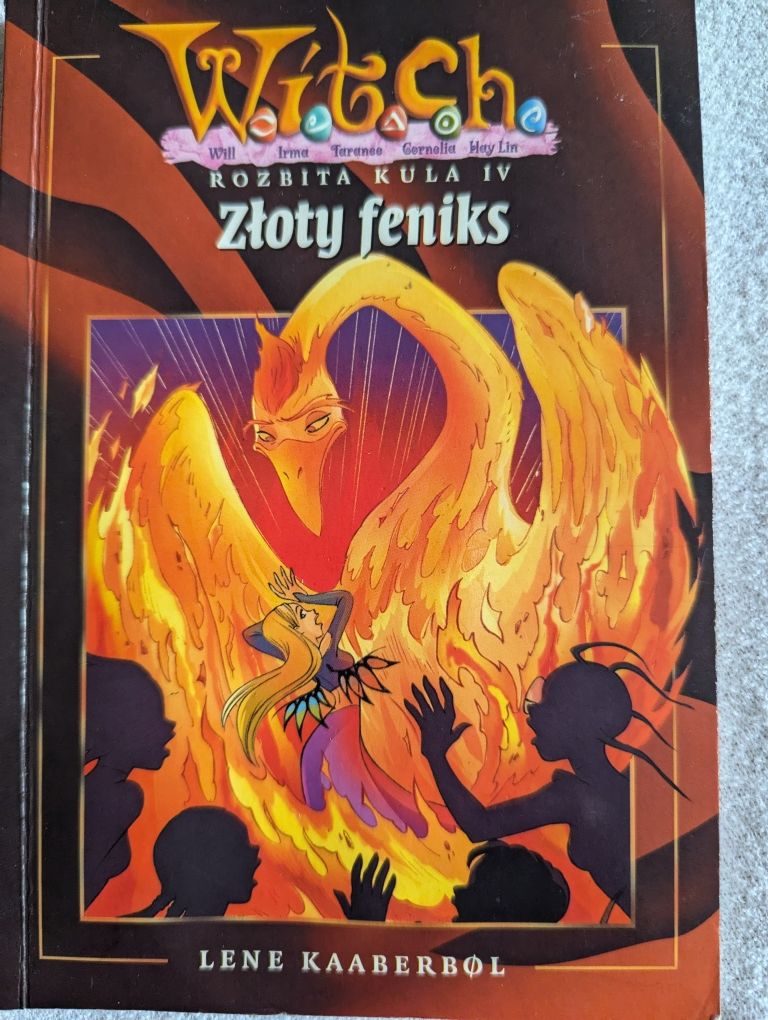 W.i.t.c.h.
Will Irma Taranee Cornelia Hay Lin
ROZBITA KULA IV
Złoty feniks
LENE KAABERBØL